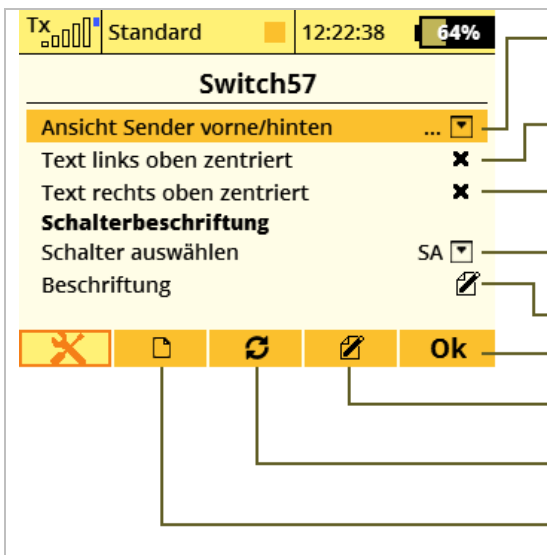 Tx Standard 12:22:38 64%
Switch57
Ansicht Sender vorne/hinten ...
Text links oben zentriert
Text rechts oben zentriert
Schalterbeschriftung
Schalter auswählen SA
Beschriftung
Ok